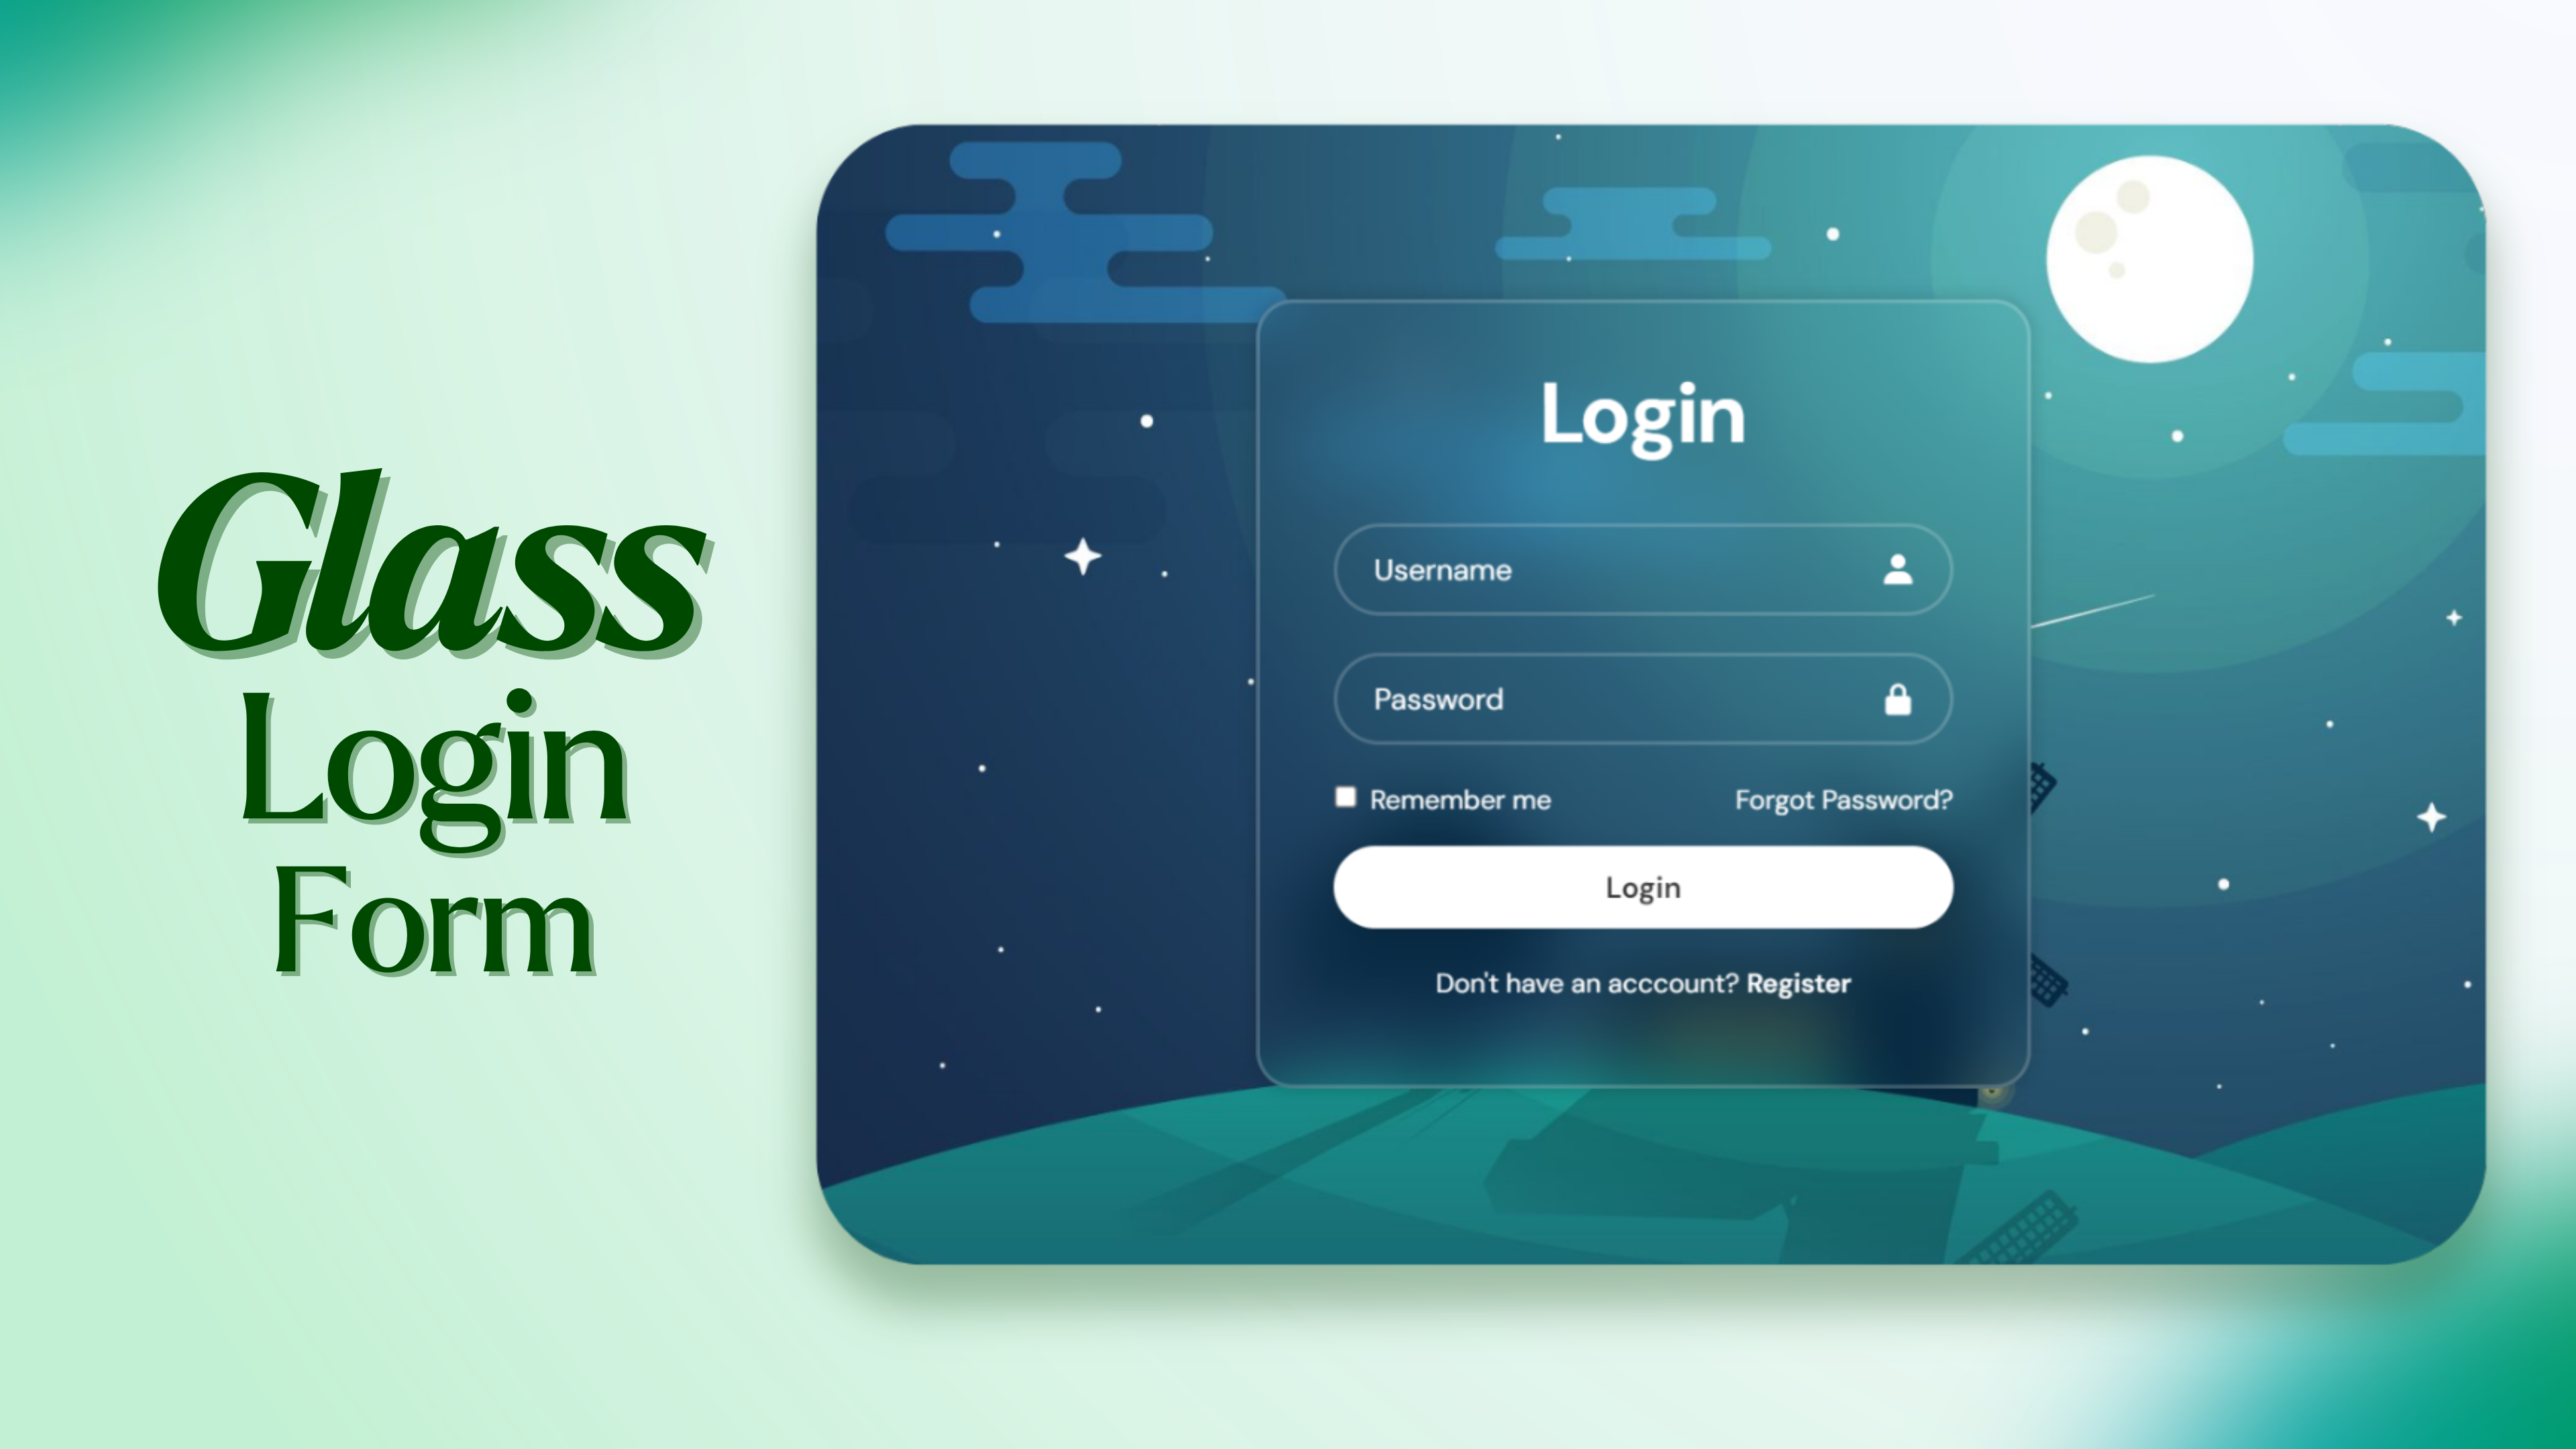 Glass
Login
Form
Login
Username
Password
Remember me Forgot Password?
Login
Don't have an acccount? Register